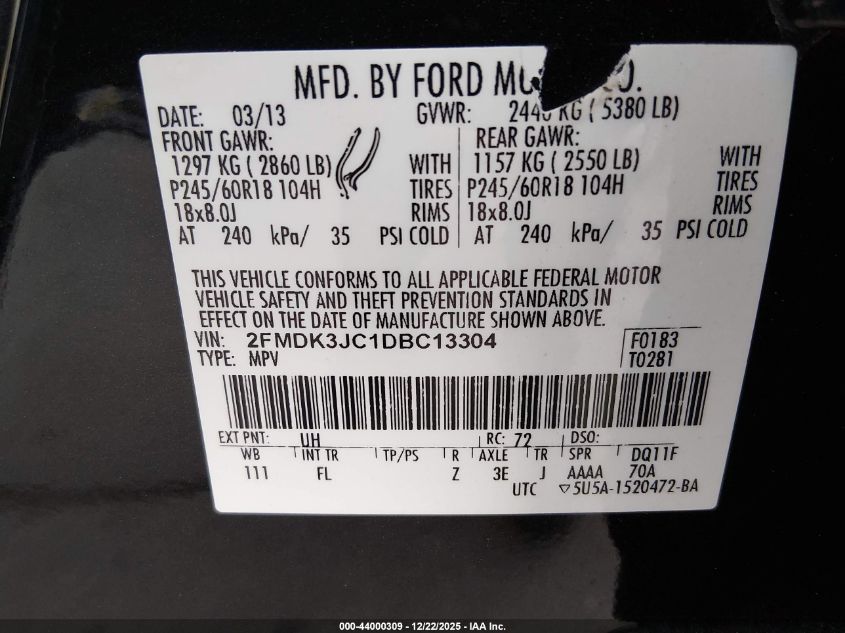 MFD. BY FORD CO.
DATE: 03/13 GVWR: 2440 KG ( 5380 LB)
FRONT GAWR: REAR GAWR:
1297 KG ( 2860 LB) WITH 1157 KG ( 2550 LB) WITH
P245/60R18 104H TIRES P245/60R18 104H TIRES
18x8.0J RIMS 18x8.0J RIMS
AT 240 kPa/ 35 PSI COLD AT 240 kPa/ 35 PSI COLD
THIS VEHICLE CONFORMS TO ALL APPLICABLE FEDERAL MOTOR
VEHICLE SAFETY AND THEFT PREVENTION STANDARDS IN
EFFECT ON THE DATE OF MANUFACTURE SHOWN ABOVE.
VIN: 2FMDK3JC1DBC13304 F0183
TYPE: MPV T0281
EXT PNT: UH RC: 72 DSO:
WB INT TR TP/PS R AXLE TR SPR DQ11F
111 FL Z 3E J AAAA 70A
UTC ▽5U5A-1520472-BA
000-44000309 - 12/22/2025 - IAA Inc.